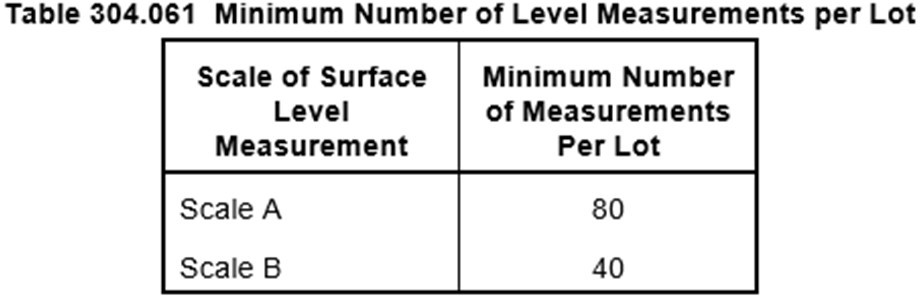 Table 304.061 Minimum Number of Level Measurements per Lot
Scale of Surface Level Measurement
Minimum Number of Measurements Per Lot
Scale A 80
Scale B 40